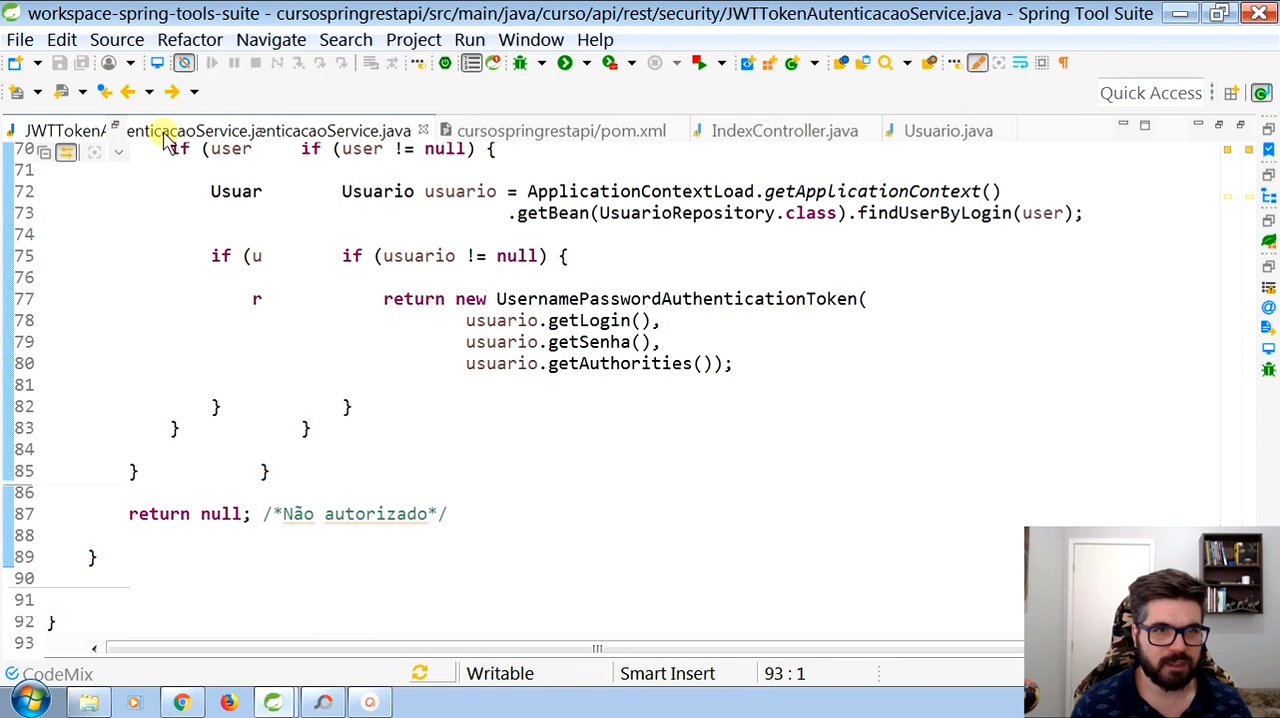 workspace-spring-tools-suite - cursospringrestapi/src/main/java/curso/api/rest/security/JWTTokenAutenticacaoService.java - Spring Tool Suite
File Edit Source Refactor Navigate Search Project Run Window Help
Quick Access
JWTTokenA enticacaoService.jænticacaoService.java cursospringrestapi/pom.xml IndexController.java Usuario.java
70 if (user if (user != null) {
71
72 Usuar Usuario usuario = ApplicationContextLoad.getApplicationContext()
73 .getBean(UsuarioRepository.class).findUserByLogin(user);
74
75 if (u if (usuario != null) {
76
77 r return new UsernamePasswordAuthenticationToken(
78 usuario.getLogin(),
79 usuario.getSenha(),
80 usuario.getAuthorities());
81
82 } }
83 } }
84
85 } }
86
87 return null; /*Não autorizado*/
88
89 }
90
91
92 }
93
CodeMix Writable Smart Insert 93 : 1